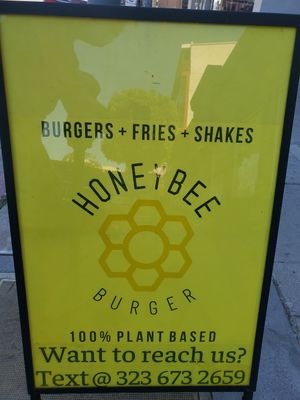 BURGERS + FRIES + SHAKES
HONEYBEE
BURGER
100% PLANT BASED
Want to reach us?
Text@ 323 673 2659